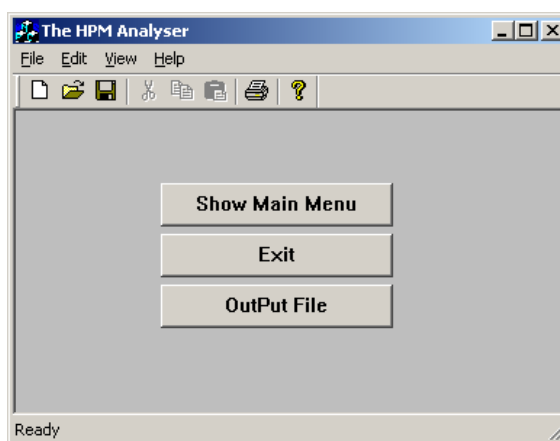 The HPM Analyser
File Edit View Help
Show Main Menu
Exit
OutPut File
Ready